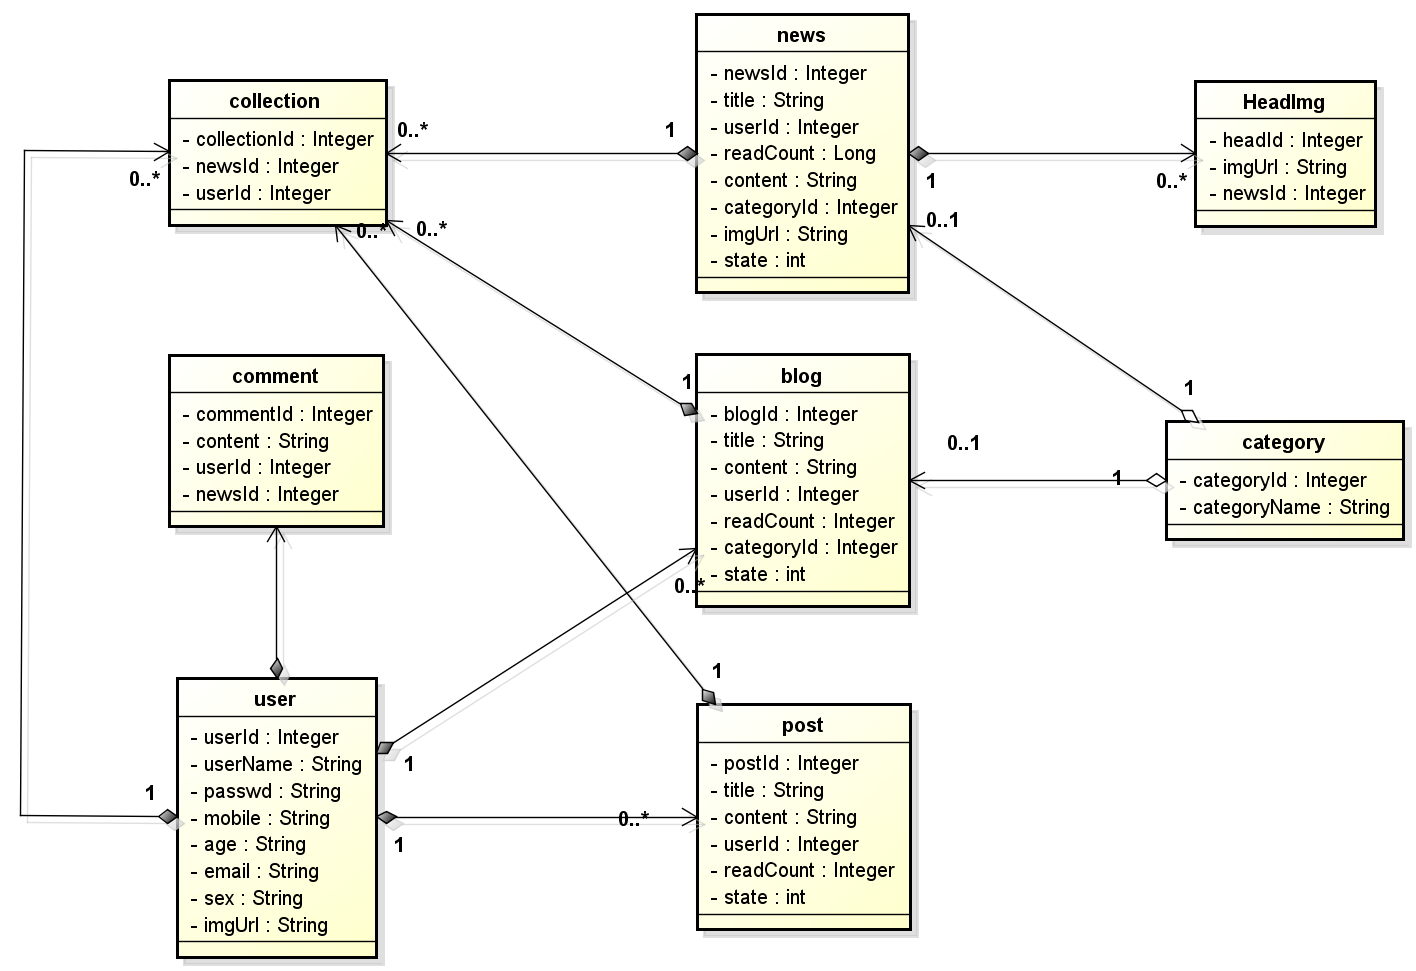 news
- newsId : Integer
- title : String
- userId : Integer
- readCount : Long
- content : String
- categoryId : Integer
- imgUrl : String
- state : int
collection
- collectionId : Integer
- newsId : Integer
- userId : Integer
HeadImg
- headId : Integer
- imgUrl : String
- newsId : Integer
0..*
1
1
0..*
0..*
0..*
0..*
0..1
comment
- commentId : Integer
- content : String
- userId : Integer
- newsId : Integer
blog
- blogId : Integer
- title : String
- content : String
- userId : Integer
- readCount : Integer
- categoryId : Integer
- state : int
1
1
0..1
1
category
- categoryId : Integer
- categoryName : String
0..*
user
- userId : Integer
- userName : String
- passwd : String
- mobile : String
- age : String
- email : String
- sex : String
- imgUrl : String
1
1
1
0..*
1
post
- postId : Integer
- title : String
- content : String
- userId : Integer
- readCount : Integer
- state : int